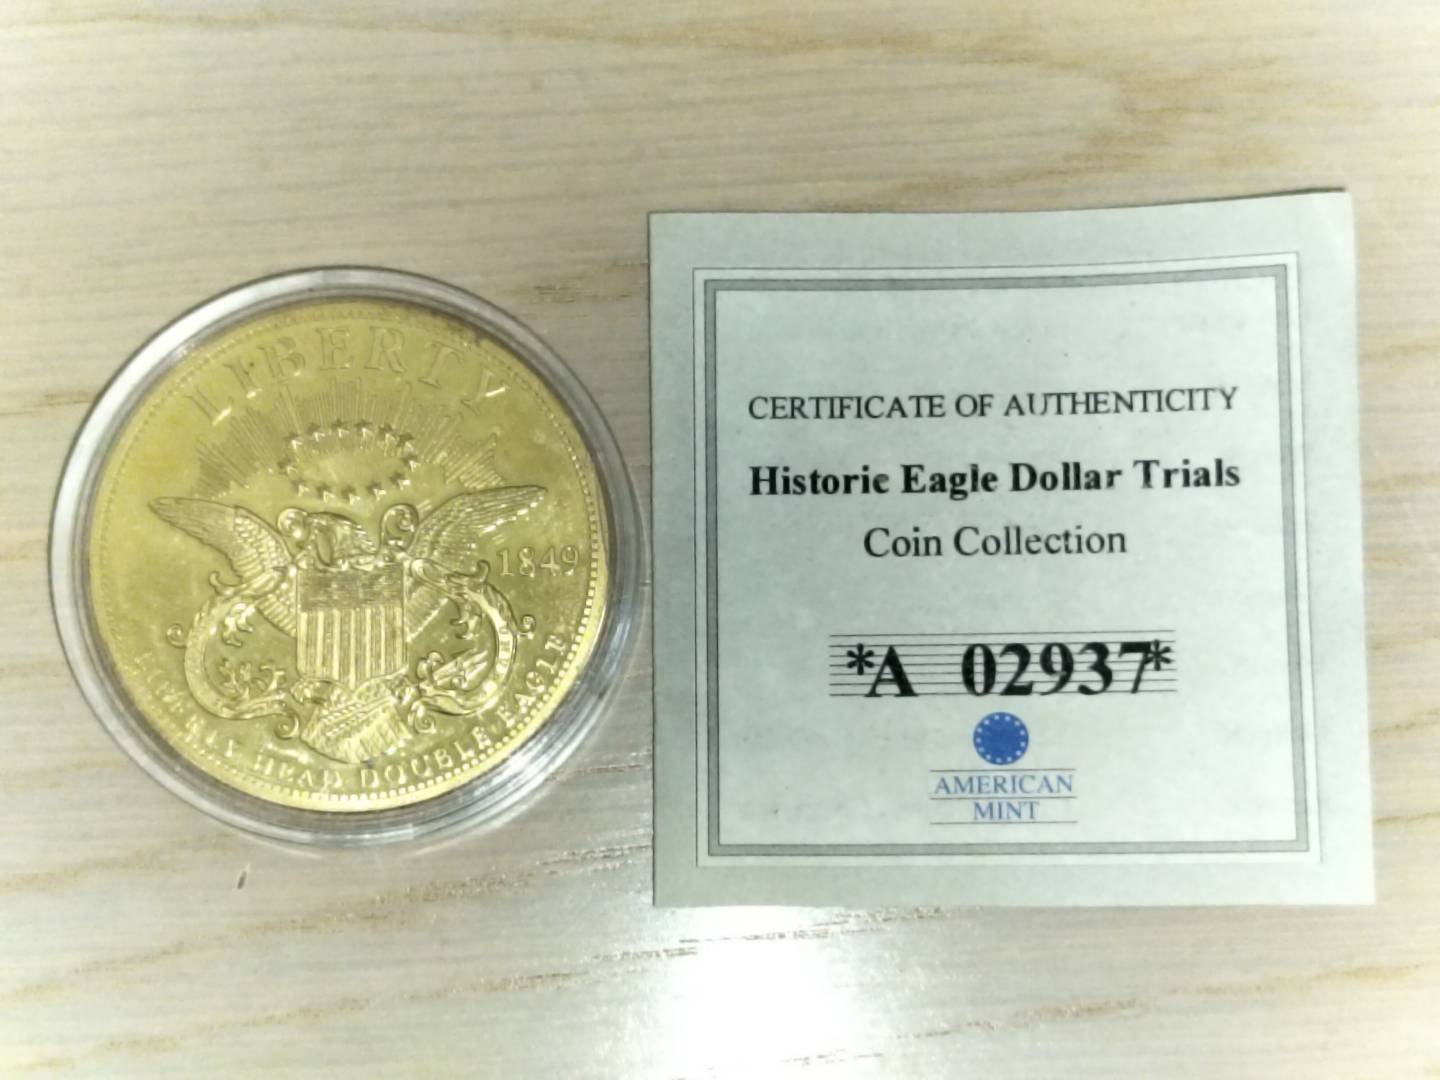 LIBERTY
1849
HEAD DOUBLE EAGLE
CERTIFICATE OF AUTHENTICITY
Historic Eagle Dollar Trials
Coin Collection
*A 02937*
AMERICAN
MINT